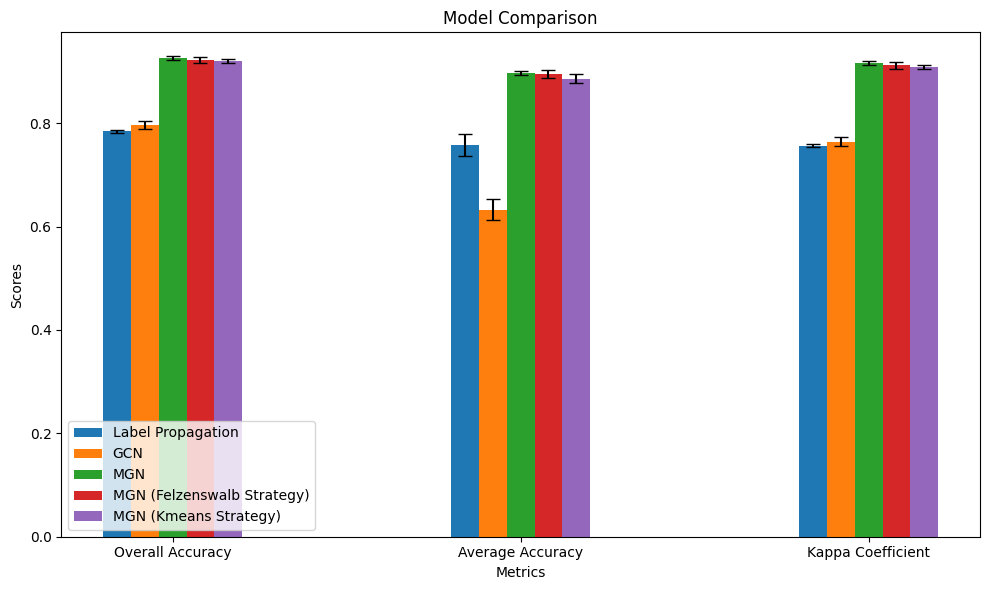 Model Comparison
Scores
0.8
0.6
0.4
0.2
0.0
Label Propagation
GCN
MGN
MGN (Felzenswalb Strategy)
MGN (Kmeans Strategy)
Overall Accuracy
Average Accuracy
Kappa Coefficient
Metrics